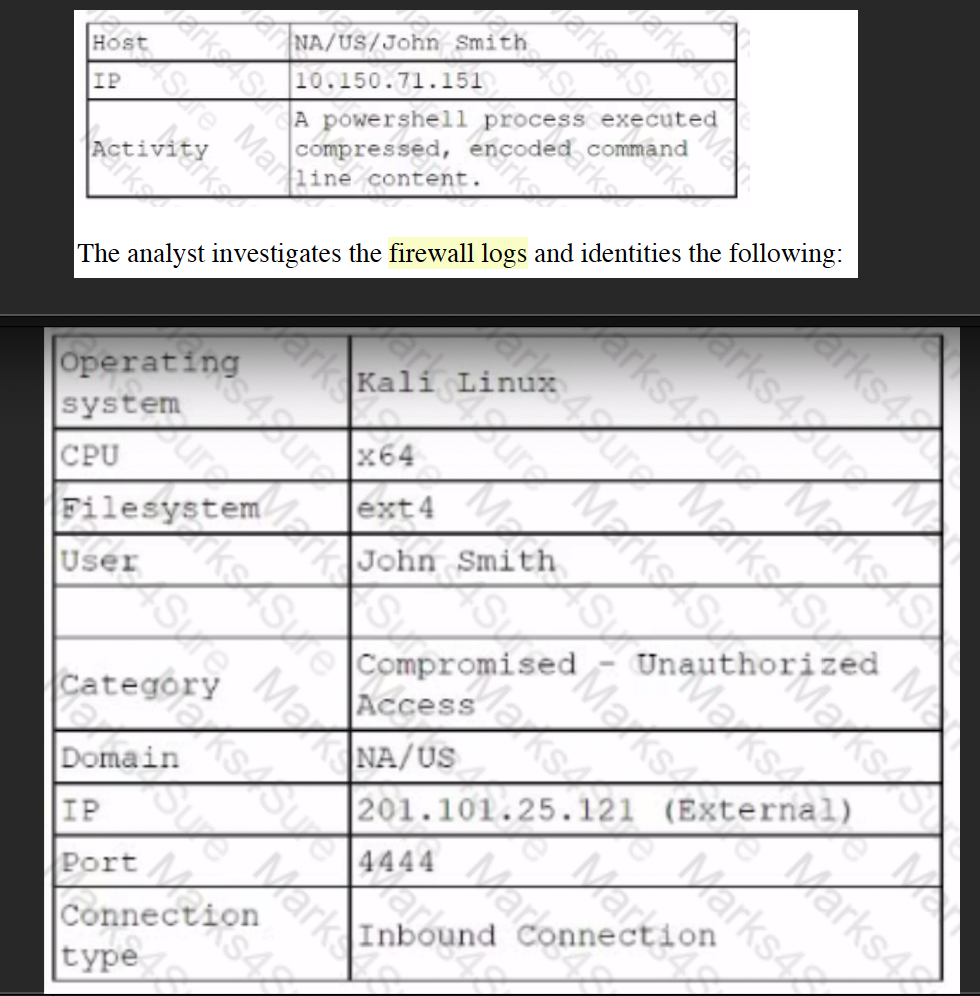 Host NA/US/John Smith
IP 10.150.71.151
Activity A powershell process executed
compressed, encoded command
line content.
The analyst investigates the firewall logs and identities the following:
Operating
system Kali Linux
CPU x64
Filesystem ext4
User John Smith
Category Compromised - Unauthorized
Access
Domain NA/US
IP 201.101.25.121 (External)
Port 4444
Connection
type Inbound Connection
Marks4Sure